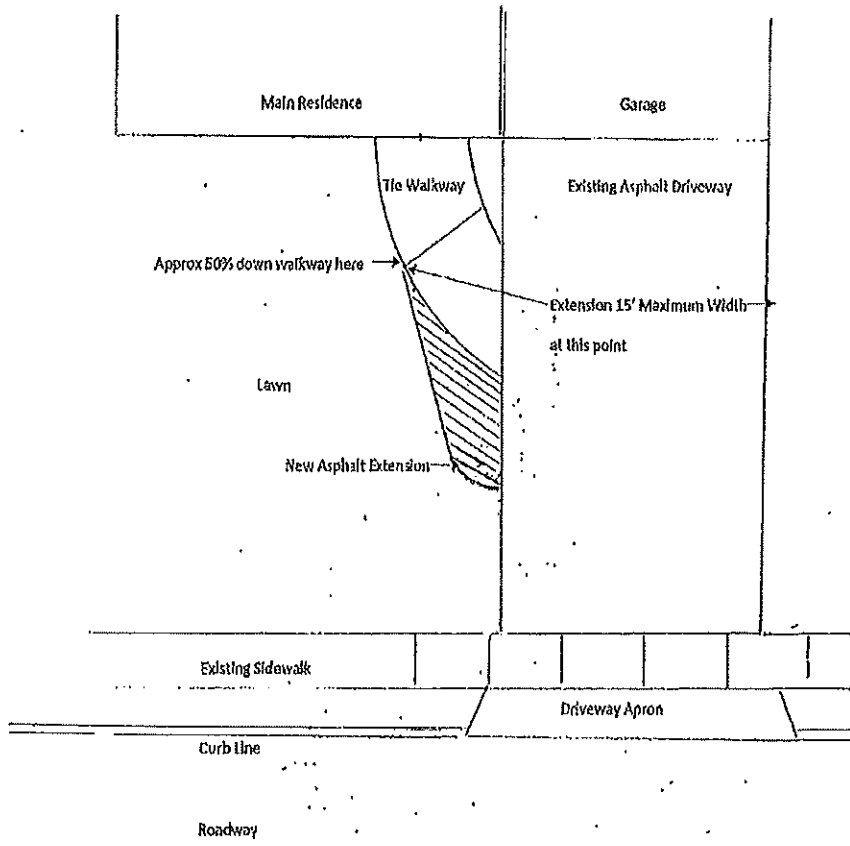 Main Residence
Garage
Tie Walkway
Existing Asphalt Driveway
Approx 50% down walkway here
Extension 15' Maximum Width
at this point
Lawn
New Asphalt Extension
Existing Sidewalk
Driveway Apron
Curb Line
Roadway